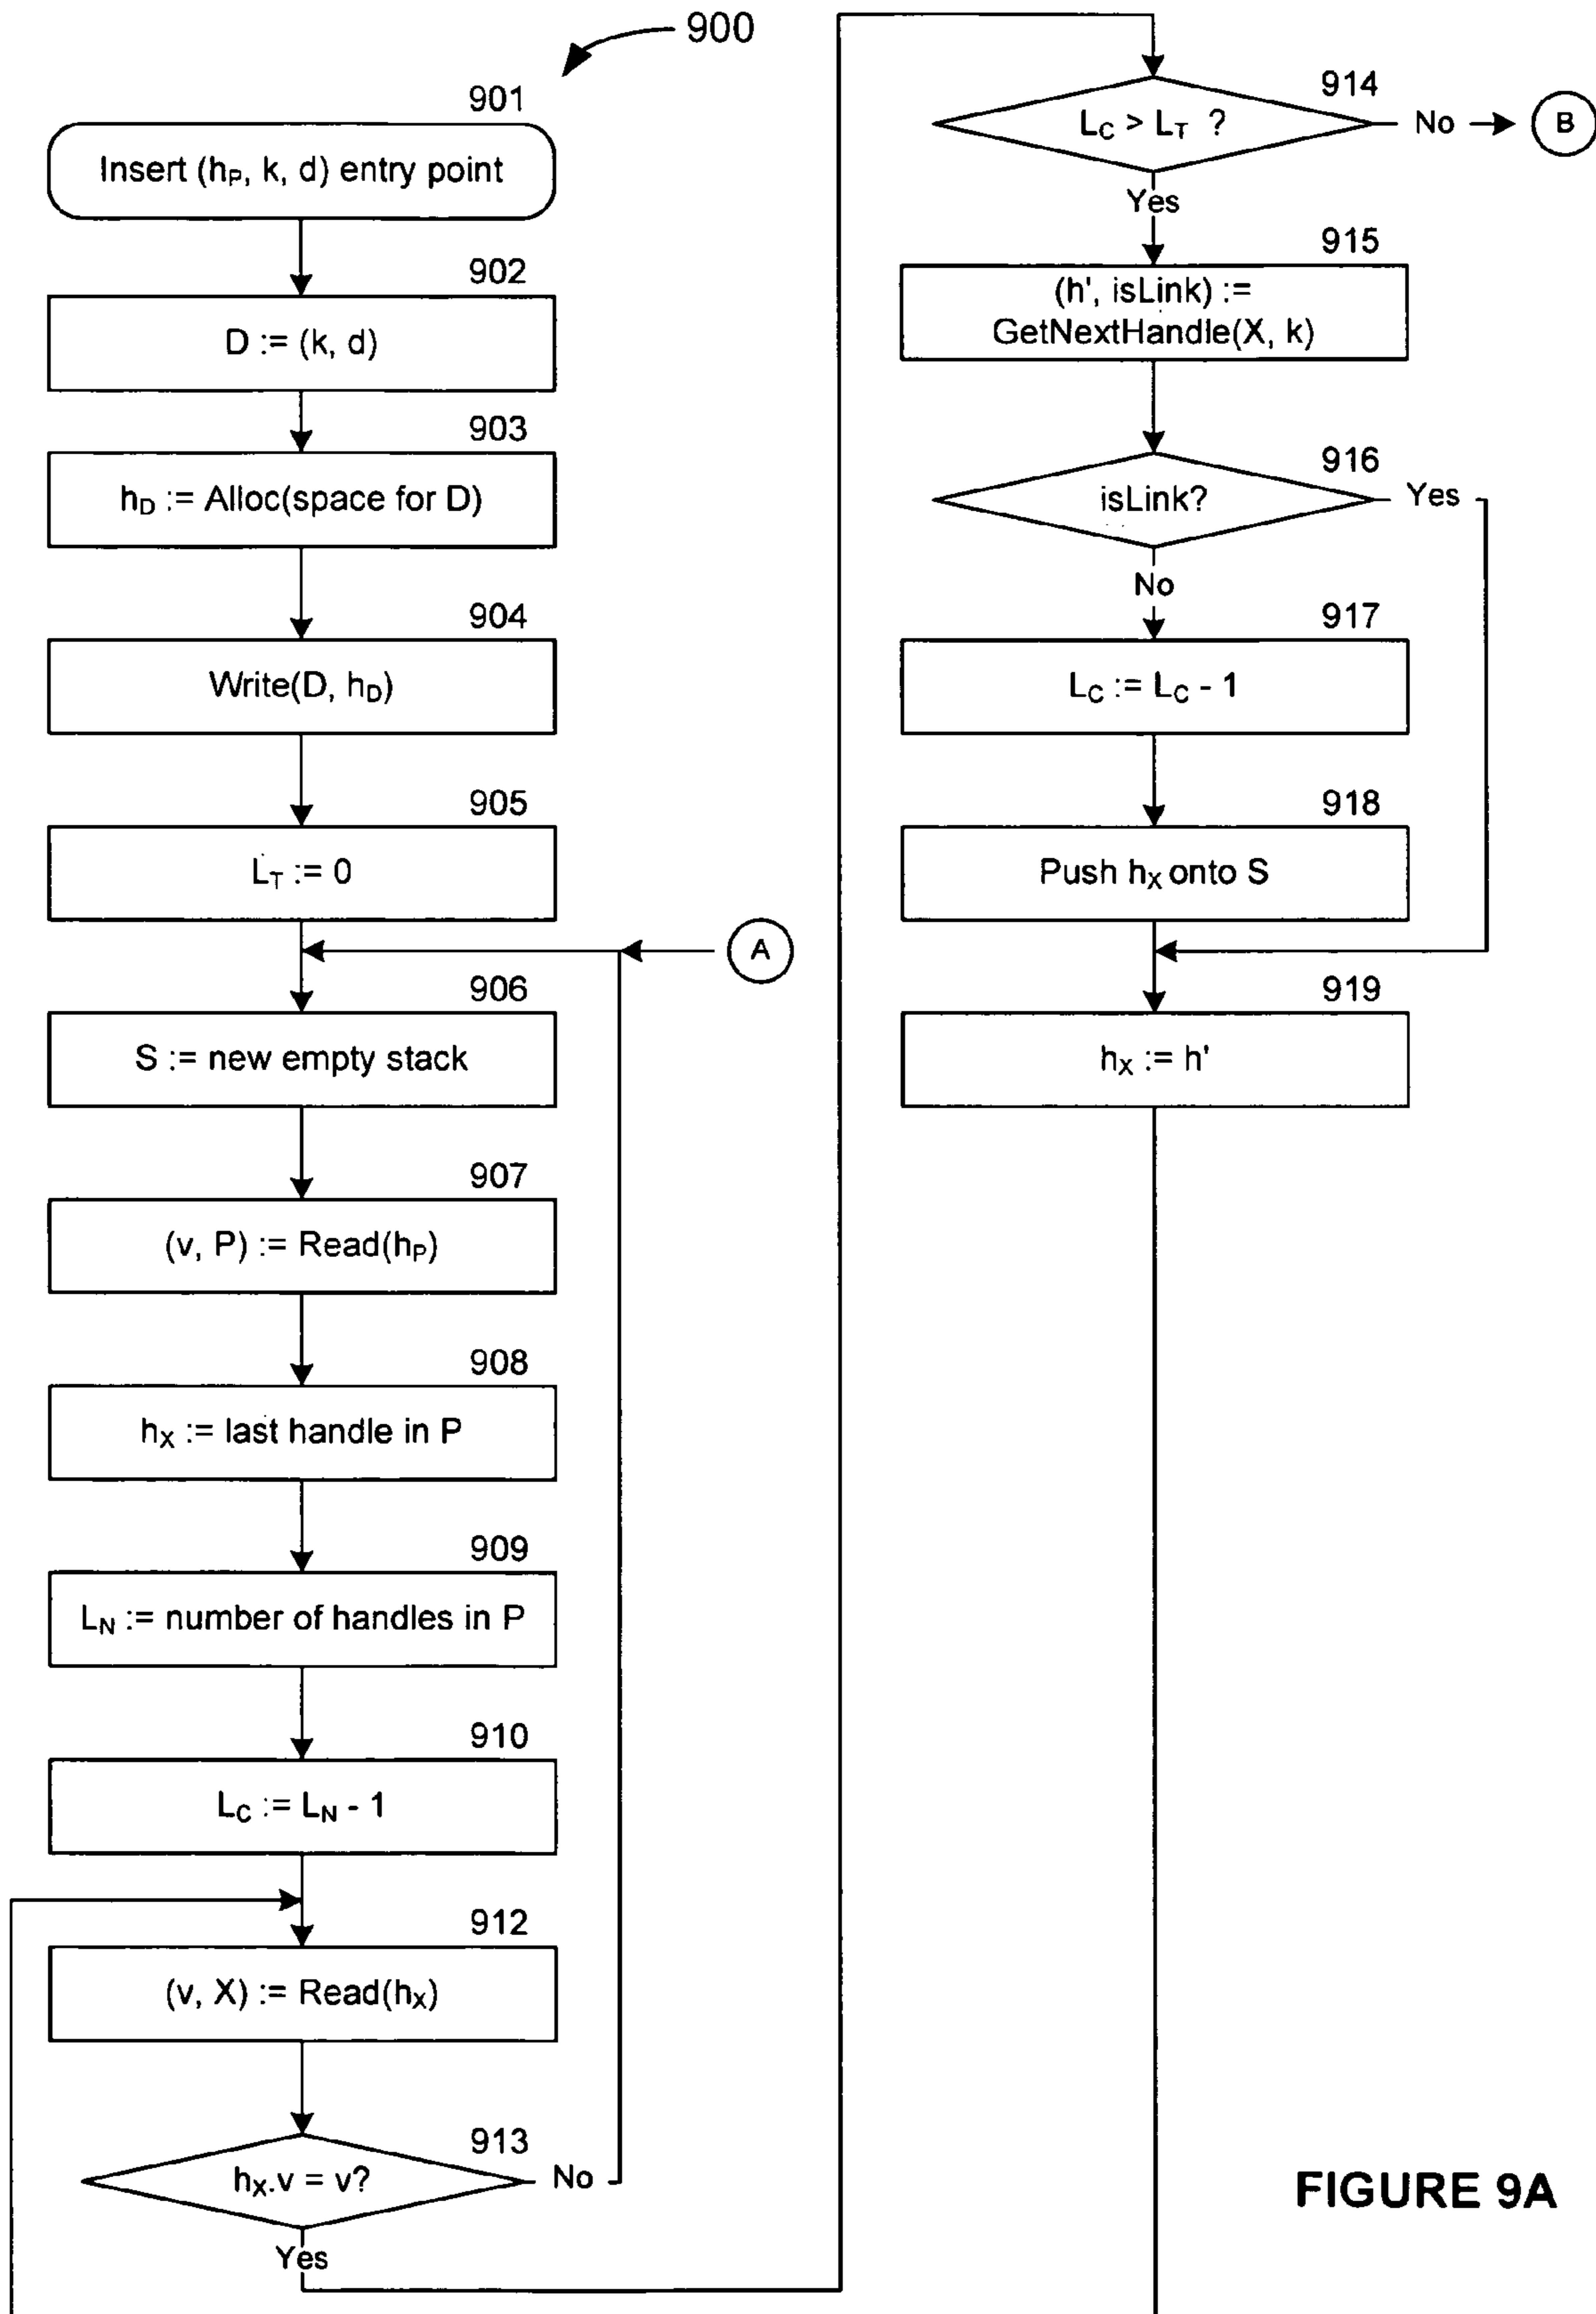 900
901
Insert (hP, k, d) entry point
902
D := (k, d)
903
hD := Alloc(space for D)
904
Write(D, hD)
905
LT := 0
A
906
S := new empty stack
907
(v, P) := Read(hP)
908
hX := last handle in P
909
LN := number of handles in P
910
LC := LN - 1
912
(v, X) := Read(hX)
913
hX.v = v?
No
Yes
914
LC > LT ?
No
B
Yes
915
(h', isLink) :=
GetNextHandle(X, k)
916
isLink?
Yes
No
917
LC := LC - 1
918
Push hX onto S
919
hX := h'
FIGURE 9A